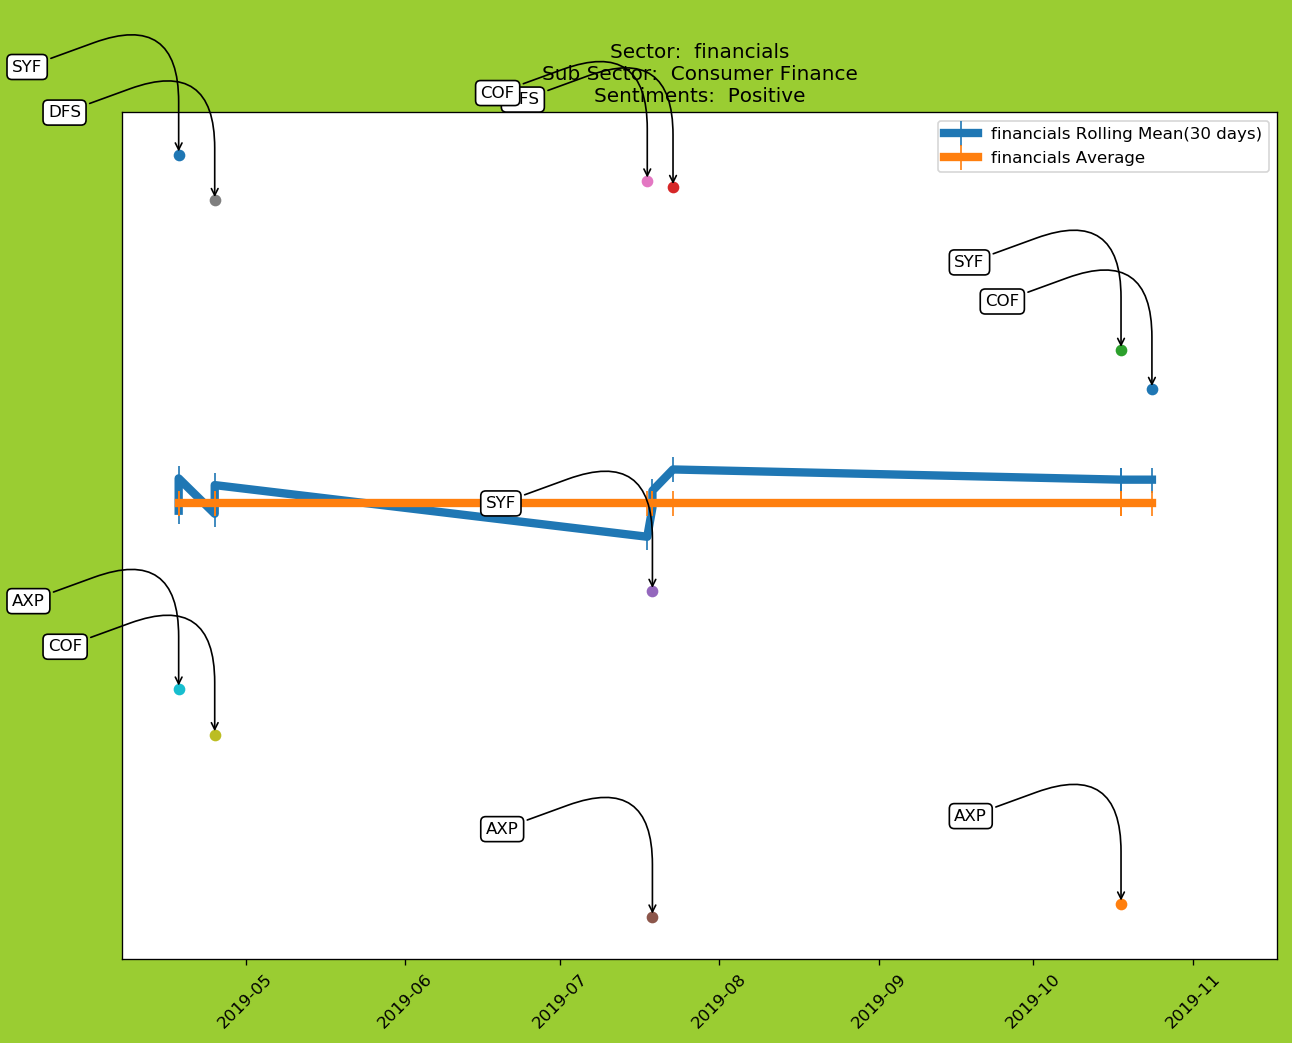 Sector:  financials
Sub Sector:  Consumer Finance
Sentiments:  Positive
SYF
DFS
COF
FS
financials Rolling Mean(30 days)
financials Average
SYF
COF
SYF
AXP
COF
AXP
AXP
2019-05
2019-06
2019-07
2019-08
2019-09
2019-10
2019-11